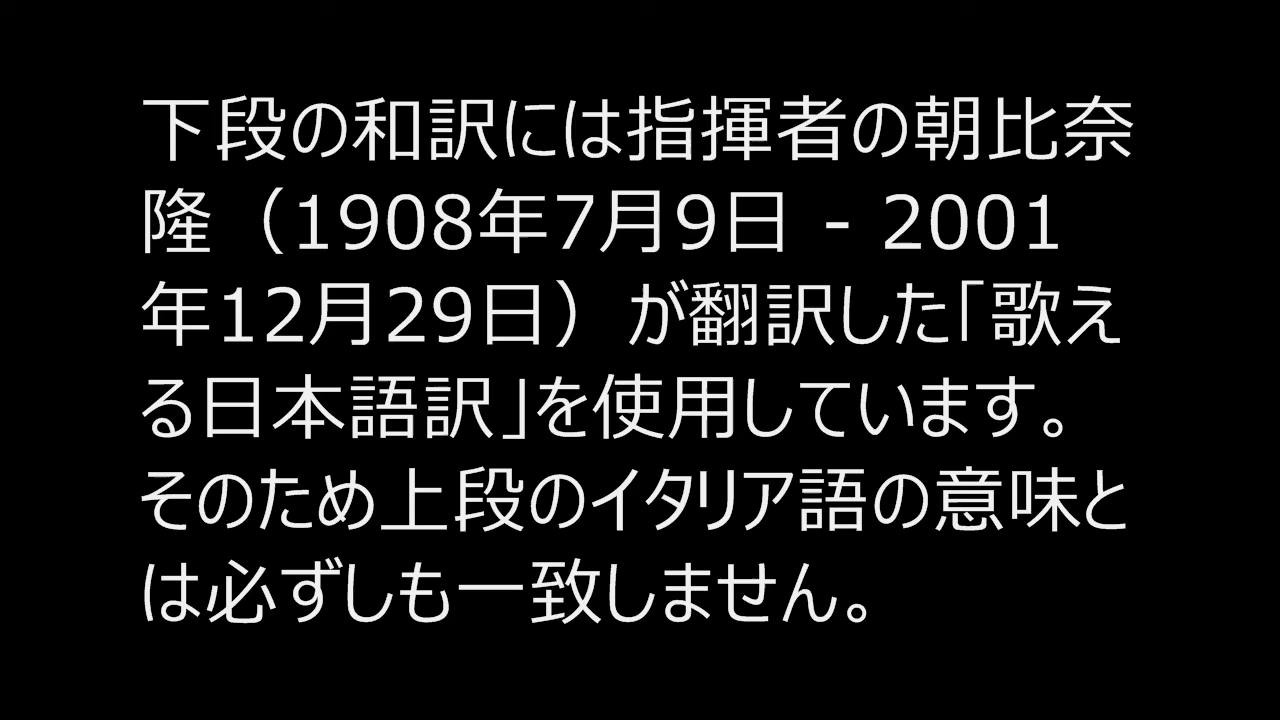 下段の和訳には指揮者の朝比奈
隆（1908年7月9日 - 2001
年12月29日）が翻訳した「歌え
る日本語訳」を使用しています。
そのため上段のイタリア語の意味と
は必ずしも一致しません。